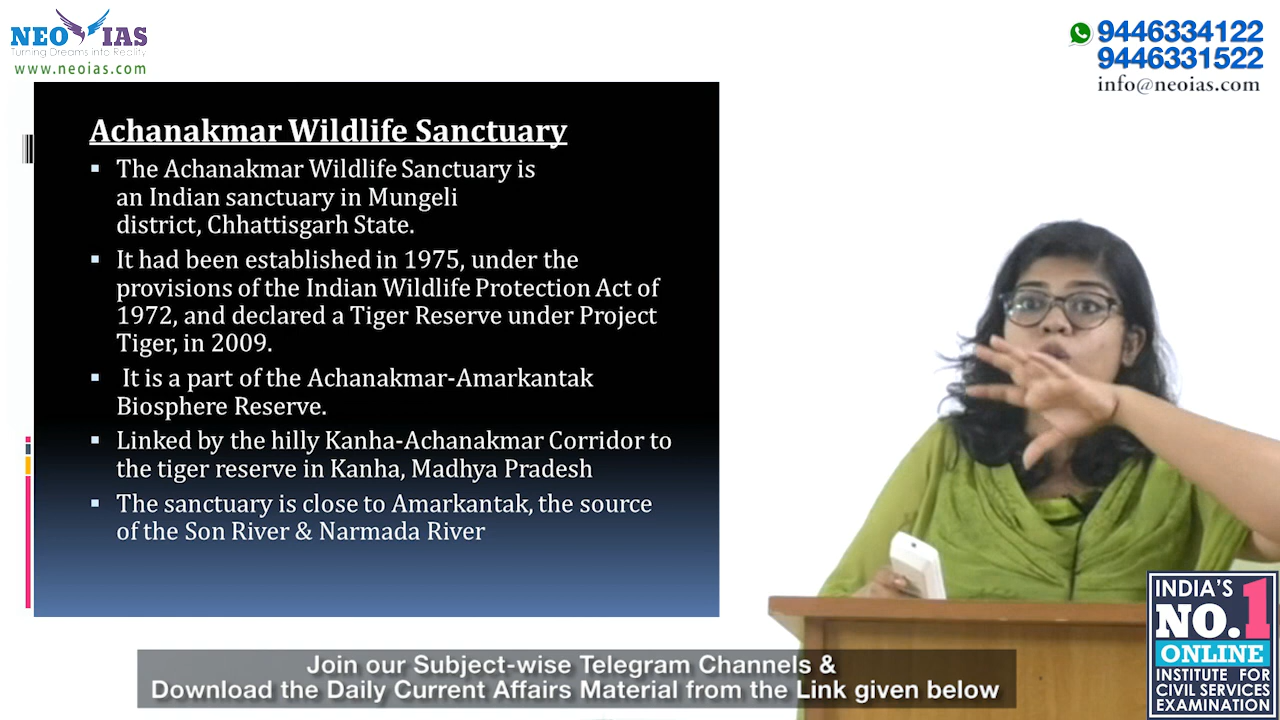 NEO IAS
Turning Dreams Into Reality
www.neoias.com
9446334122
9446331522
info@neoias.com
Achanakmar Wildlife Sanctuary
The Achanakmar Wildlife Sanctuary is
an Indian sanctuary in Mungeli
district, Chhattisgarh State.
It had been established in 1975, under the
provisions of the Indian Wildlife Protection Act of
1972, and declared a Tiger Reserve under Project
Tiger, in 2009.
It is a part of the Achanakmar-Amarkantak
Biosphere Reserve.
Linked by the hilly Kanha-Achanakmar Corridor to
the tiger reserve in Kanha, Madhya Pradesh
The sanctuary is close to Amarkantak, the source
of the Son River & Narmada River
INDIA'S
NO.1
ONLINE
INSTITUTE FOR
CIVIL SERVICES
EXAMINATION
Join our Subject-wise Telegram Channels &
Download the Daily Current Affairs Material from the Link given below